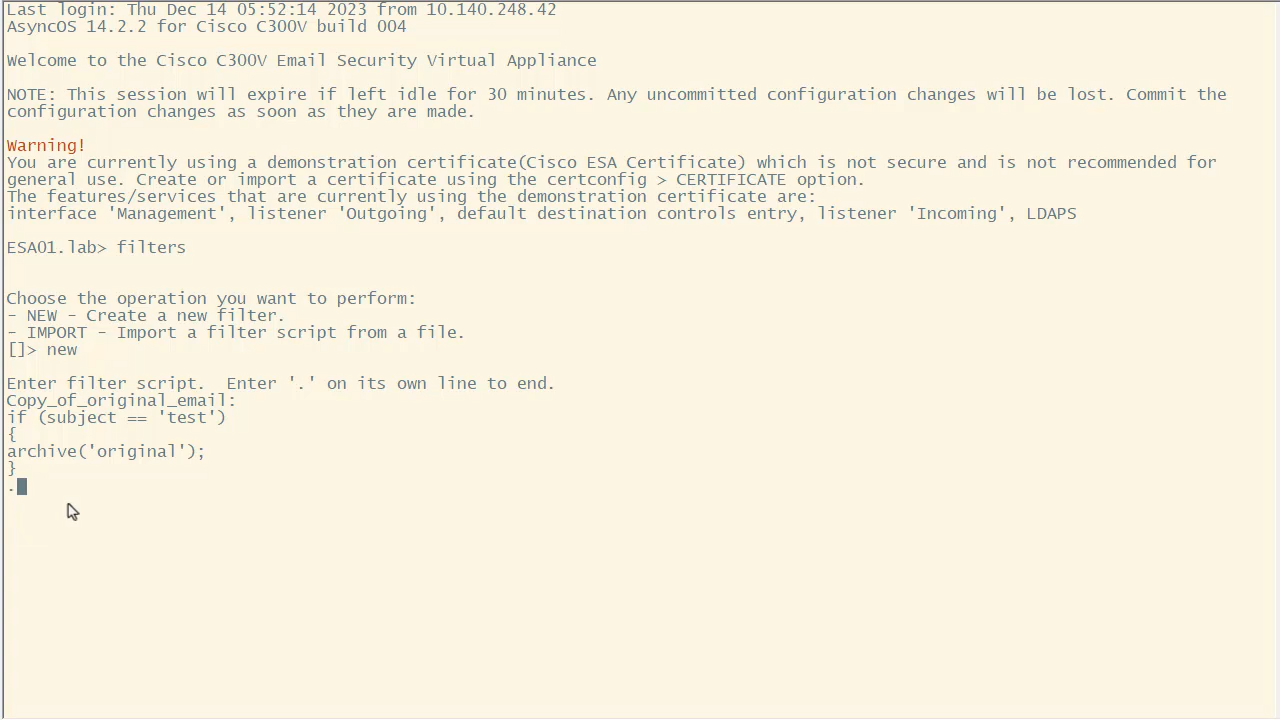 Last login: Thu Dec 14 05:52:14 2023 from 10.140.248.42
AsyncOS 14.2.2 for Cisco C300V build 004
Welcome to the Cisco C300V Email Security Virtual Appliance
NOTE: This session will expire if left idle for 30 minutes. Any uncommitted configuration changes will be lost. Commit the
configuration changes as soon as they are made.
Warning!
You are currently using a demonstration certificate(Cisco ESA Certificate) which is not secure and is not recommended for
general use. Create or import a certificate using the certconfig > CERTIFICATE option.
The features/services that are currently using the demonstration certificate are:
interface 'Management', listener 'Outgoing', default destination controls entry, listener 'Incoming', LDAPS
ESA01.lab> filters
Choose the operation you want to perform:
- NEW - Create a new filter.
- IMPORT - Import a filter script from a file.
[]> new
Enter filter script.  Enter '.' on its own line to end.
Copy_of_original_email:
if (subject == 'test')
{
archive('original');
}
.